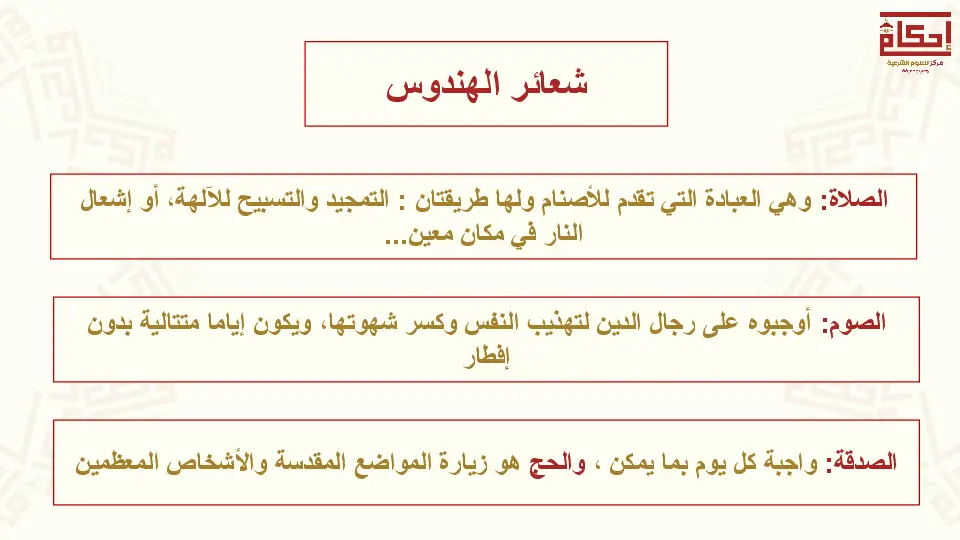 إحكام
مركز للعلوم الشرعية
شعائر الهندوس
الصلاة: وهي العبادة التي تقدم للأصنام ولها طريقتان : التمجيد والتسبيح للآلهة، أو إشعال
النار في مكان معين...
الصوم: أوجبوه على رجال الدين لتهذيب النفس وكسر شهوتها، ويكون إياما متتالية بدون
إفطار
الصدقة: واجبة كل يوم بما يمكن ، والحج هو زيارة المواضع المقدسة والأشخاص المعظمين